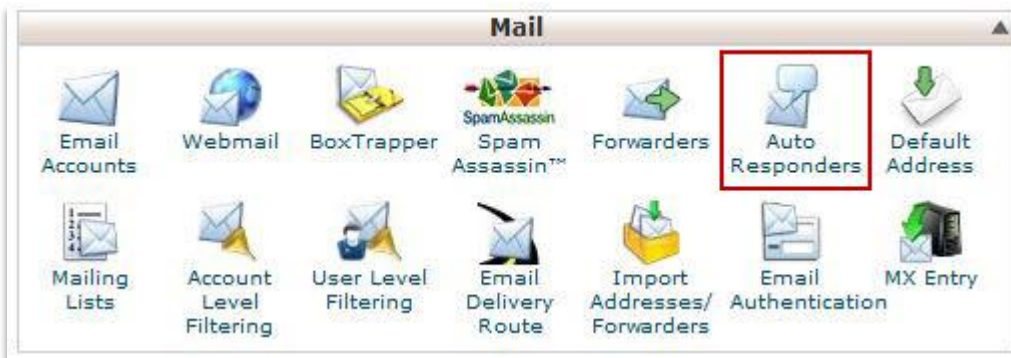 Mail
SpamAssassin
Email
Accounts
Webmail
BoxTrapper
Spam
Assassin™
Forwarders
Auto
Responders
Default
Address
Mailing
Lists
Account
Level
Filtering
User Level
Filtering
Email
Delivery
Route
Import
Addresses/
Forwarders
Email
Authentication
MX Entry